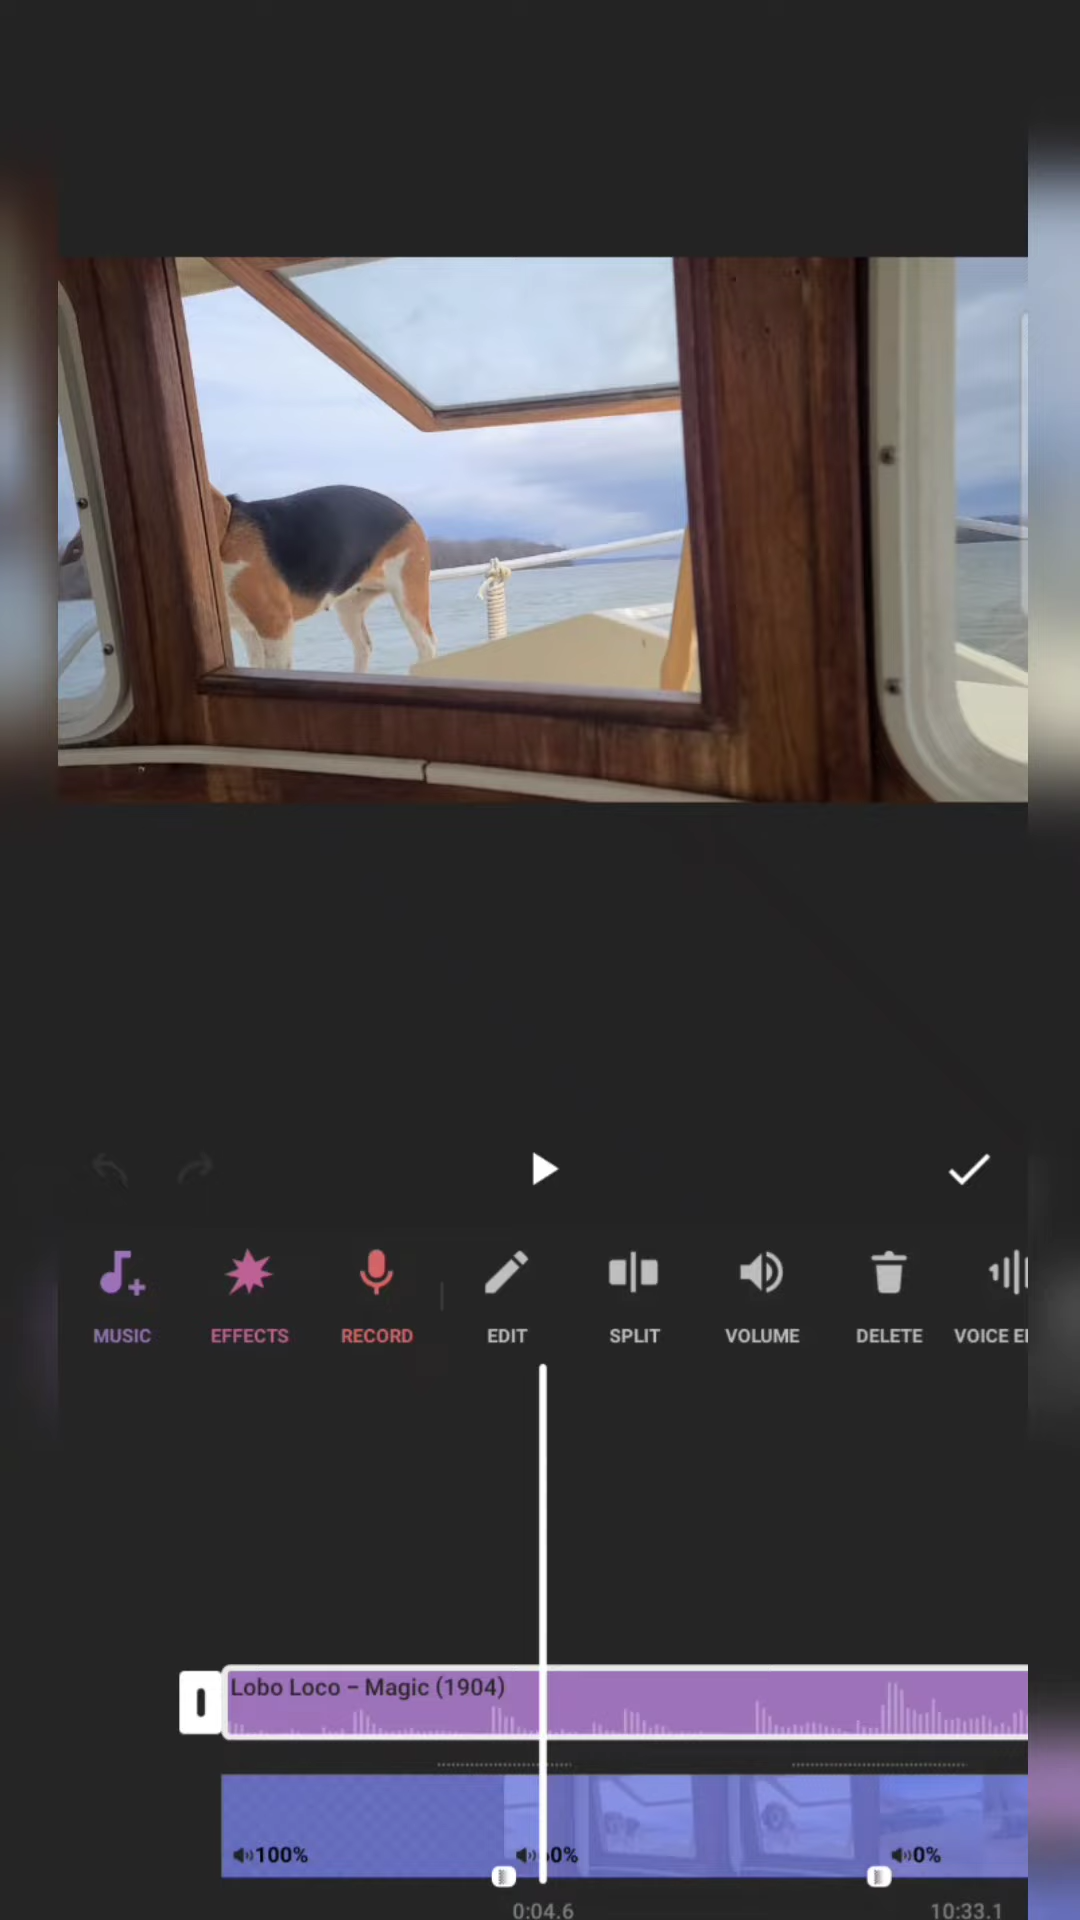 MUSIC EFFECTS RECORD EDIT SPLIT VOLUME DELETE VOICE
Lobo Loco – Magic (1904)
100% 0%
0:04.6 10:33.1